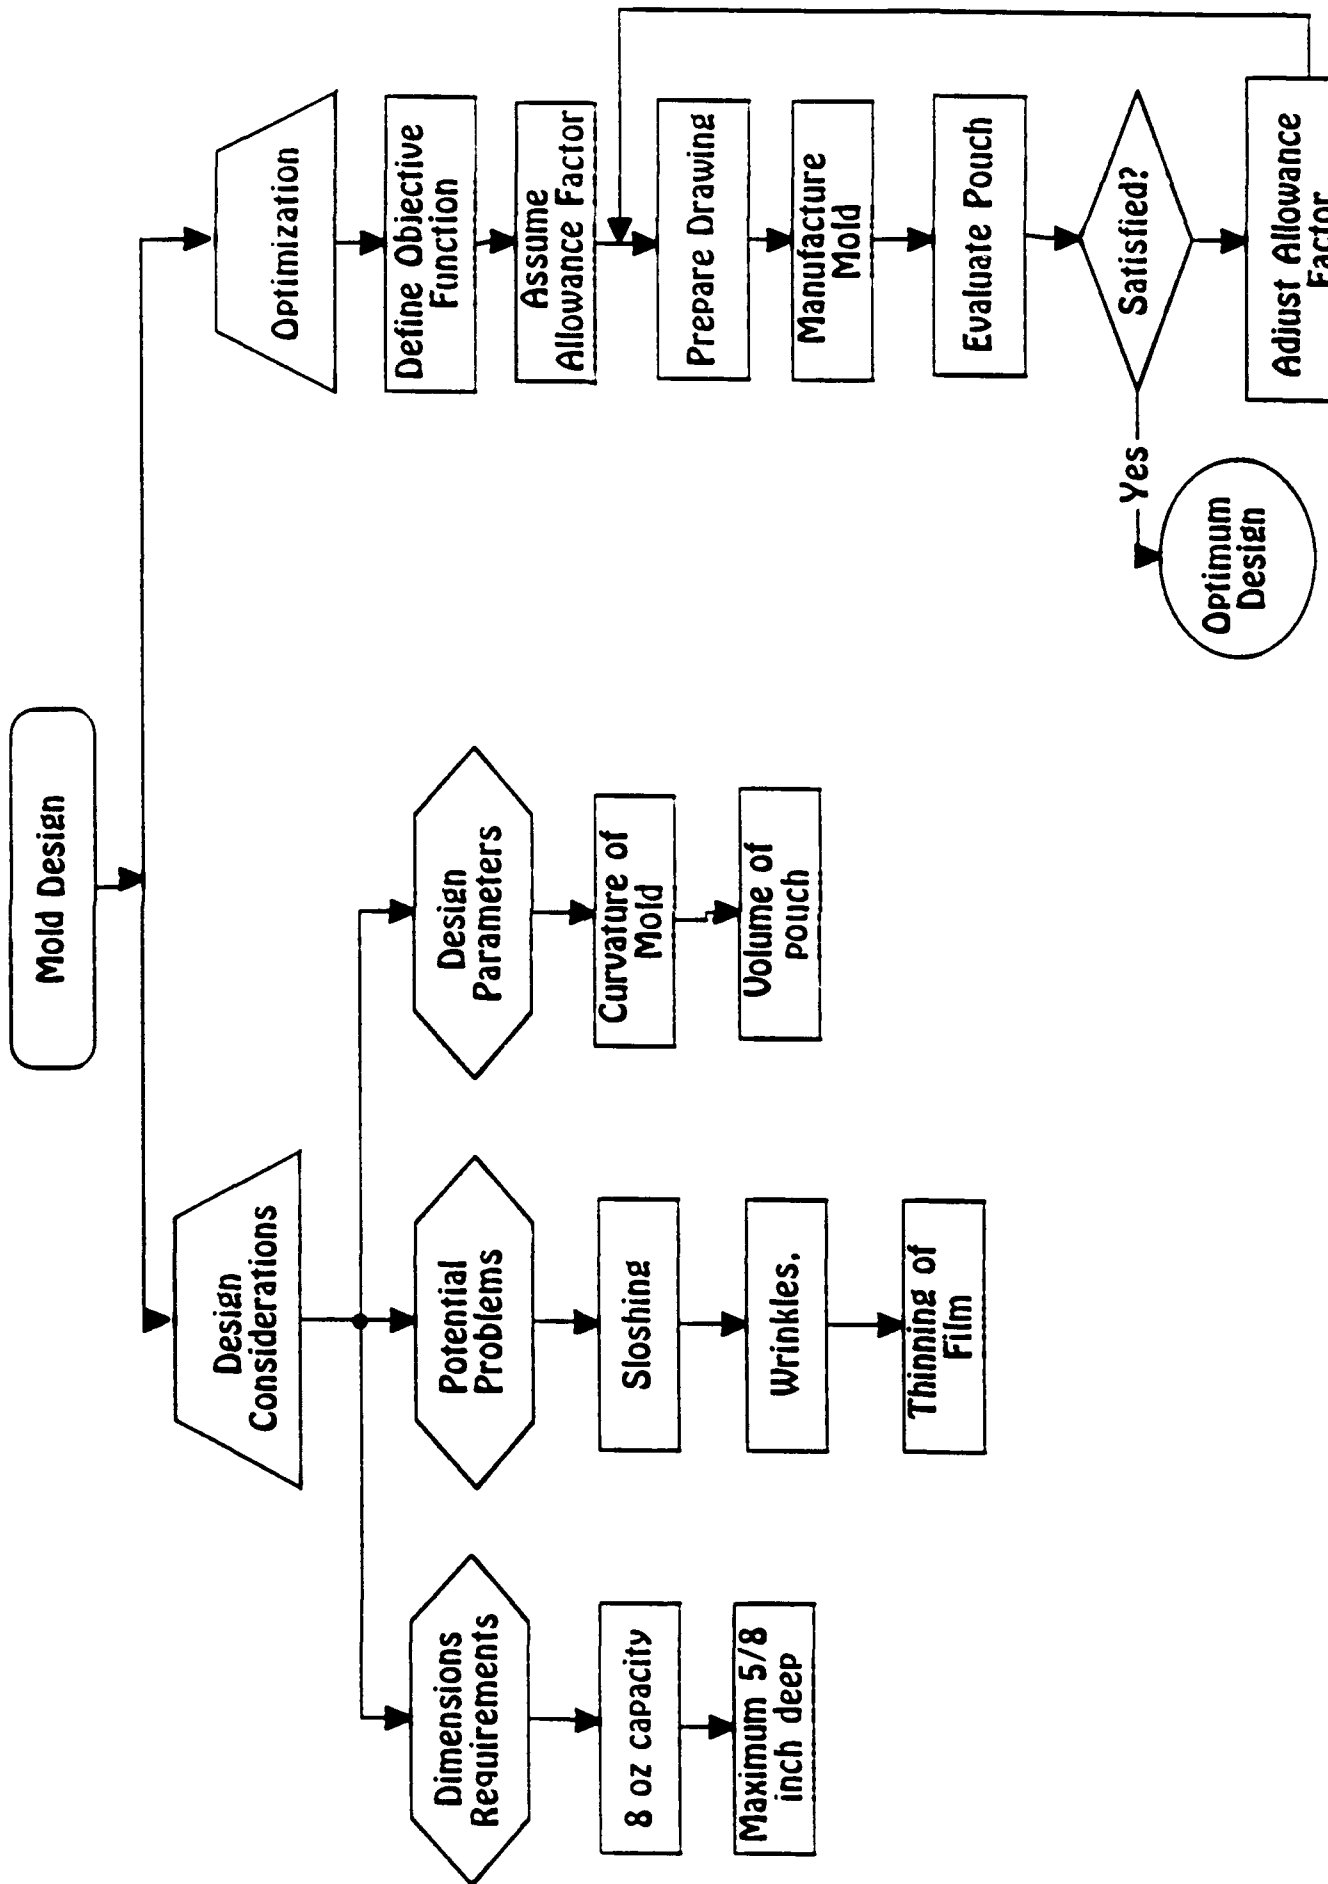 Mold Design
Design
Considerations
Dimensions
Requirements
8 oz capacity
Maximum 5/8
inch deep
Potential
Problems
Sloshing
Wrinkles,
Thinning of
Film
Design
Parameters
Curvature of
Mold
Volume of
pouch
Optimization
Define Objective
Function
Assume
Allowance Factor
Prepare Drawing
Manufacture
Mold
Evaluate Pouch
Satisfied?
Yes
Optimum
Design
Adjust Allowance
Factor